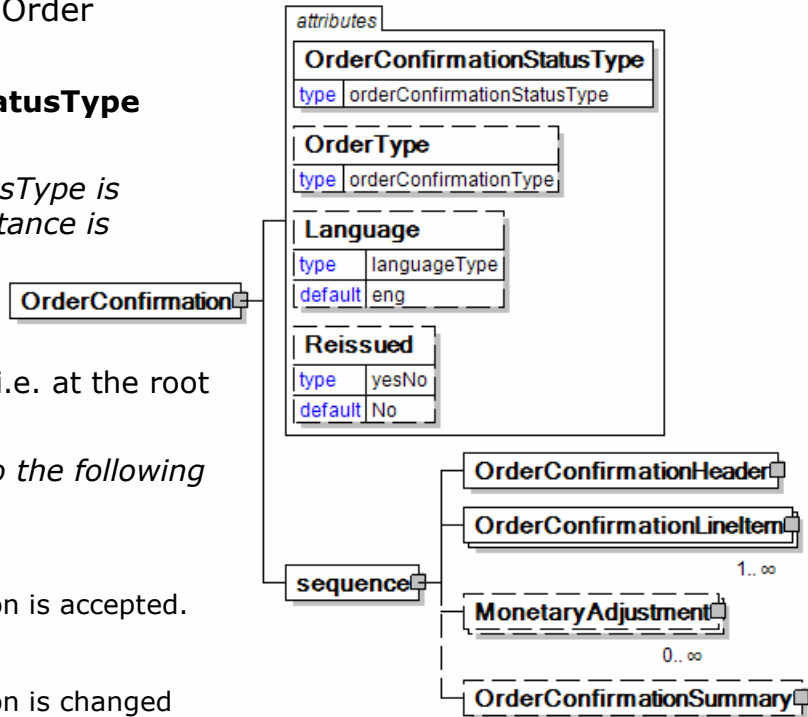 Order
atusType
sType is
tance is
i.e. at the root
o the following
on is accepted.
on is changed
OrderConfirmation
attributes
OrderConfirmationStatusType
type orderConfirmationStatusType
OrderType
type orderConfirmationType
Language
type languageType
default eng
Reissued
type yesNo
default No
sequence
OrderConfirmationHeader
OrderConfirmationLineItem
1.. ∞
MonetaryAdjustment
0.. ∞
OrderConfirmationSummary